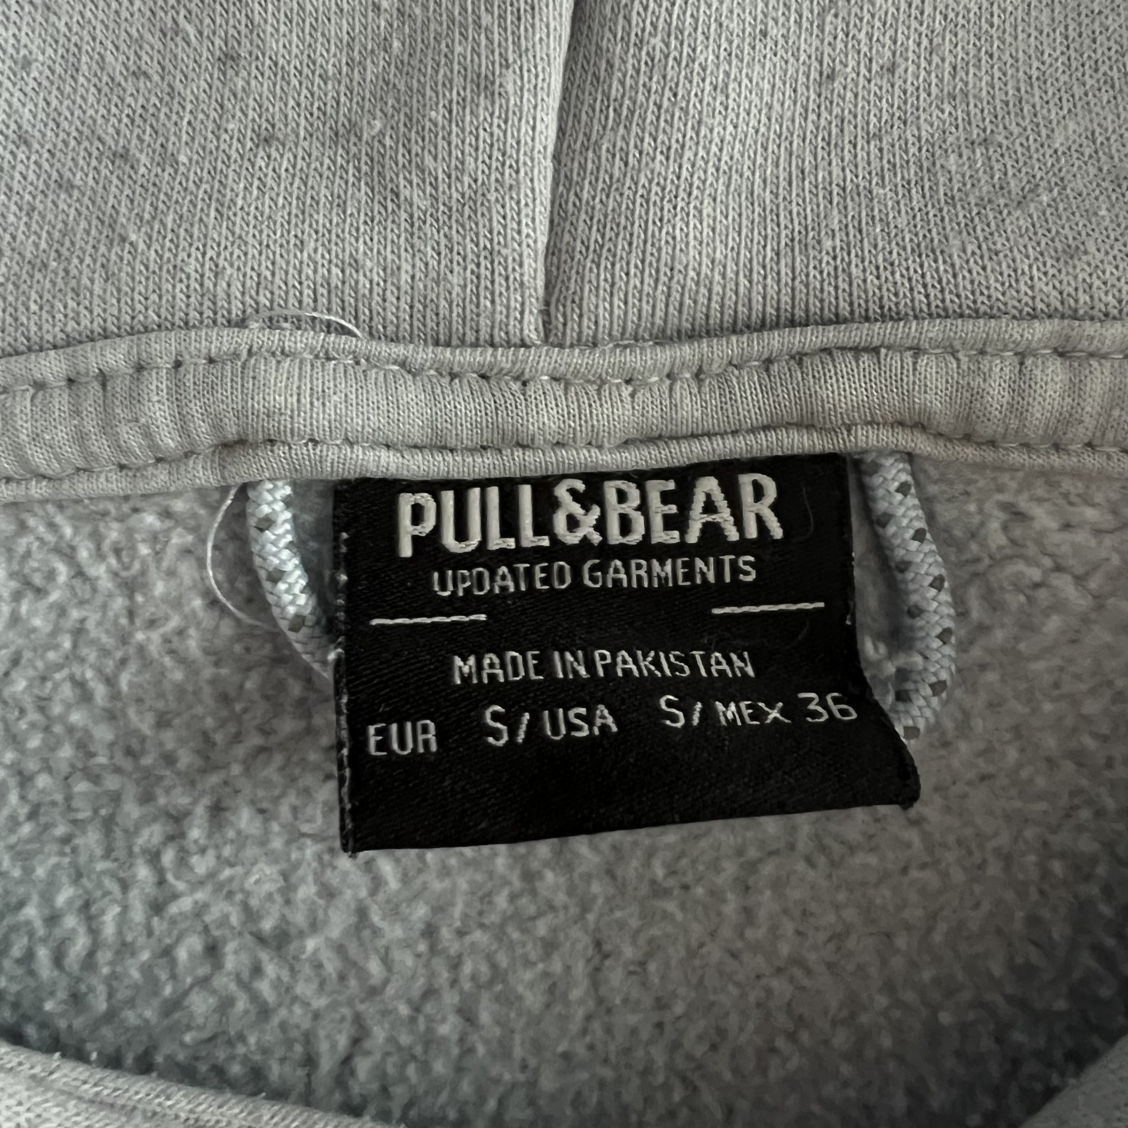 PULL&BEAR
UPDATED GARMENTS
MADE IN PAKISTAN
EUR S/ USA S/ MEX 36